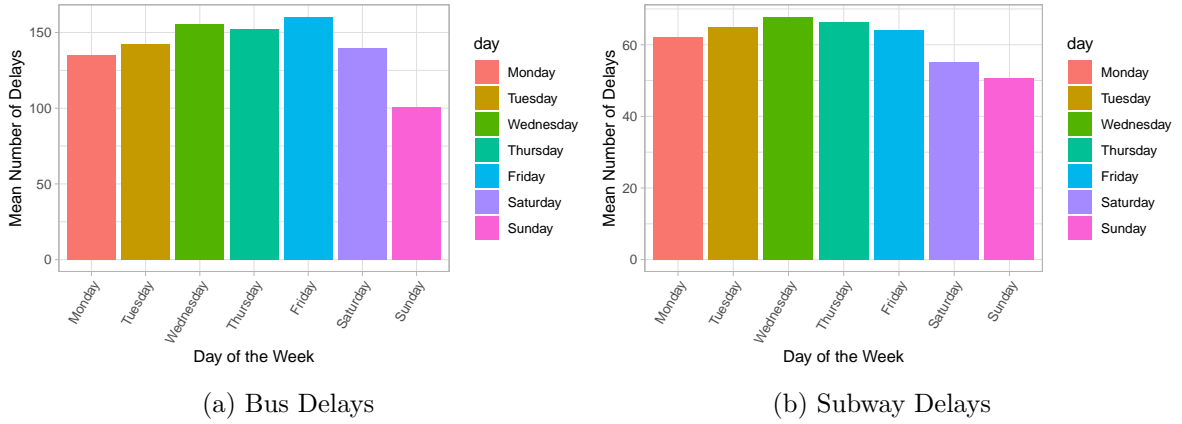 Mean Number of Delays
150
100
50
0
Monday
Tuesday
Wednesday
Thursday
Friday
Saturday
Sunday
Day of the Week
day
Monday
Tuesday
Wednesday
Thursday
Friday
Saturday
Sunday
(a) Bus Delays
Mean Number of Delays
60
40
20
0
Monday
Tuesday
Wednesday
Thursday
Friday
Saturday
Sunday
Day of the Week
day
Monday
Tuesday
Wednesday
Thursday
Friday
Saturday
Sunday
(b) Subway Delays